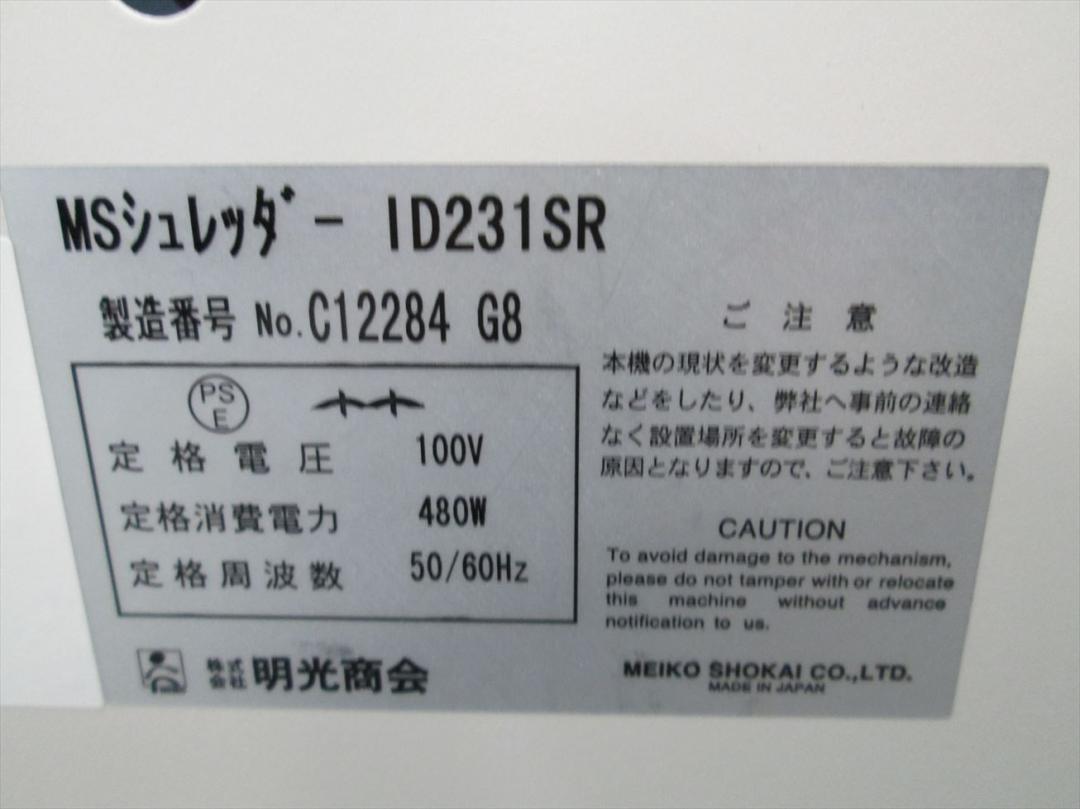 MSｼｭﾚｯﾀﾞｰ ID231SR
製造番号 No.C12284 G8
PS
E
定格電圧 100V
定格消費電力 480W
定格周波数 50/60Hz
株式
会社 明光商会
ご注意
本機の現状を変更するような改造
などをしたり、弊社へ事前の連絡
なく設置場所を変更すると故障の
原因となりますので、ご注意下さい。
CAUTION
To avoid damage to the mechanism,
please do not tamper with or relocate
this machine without advance
notification to us.
MEIKO SHOKAI CO.,LTD.
MADE IN JAPAN